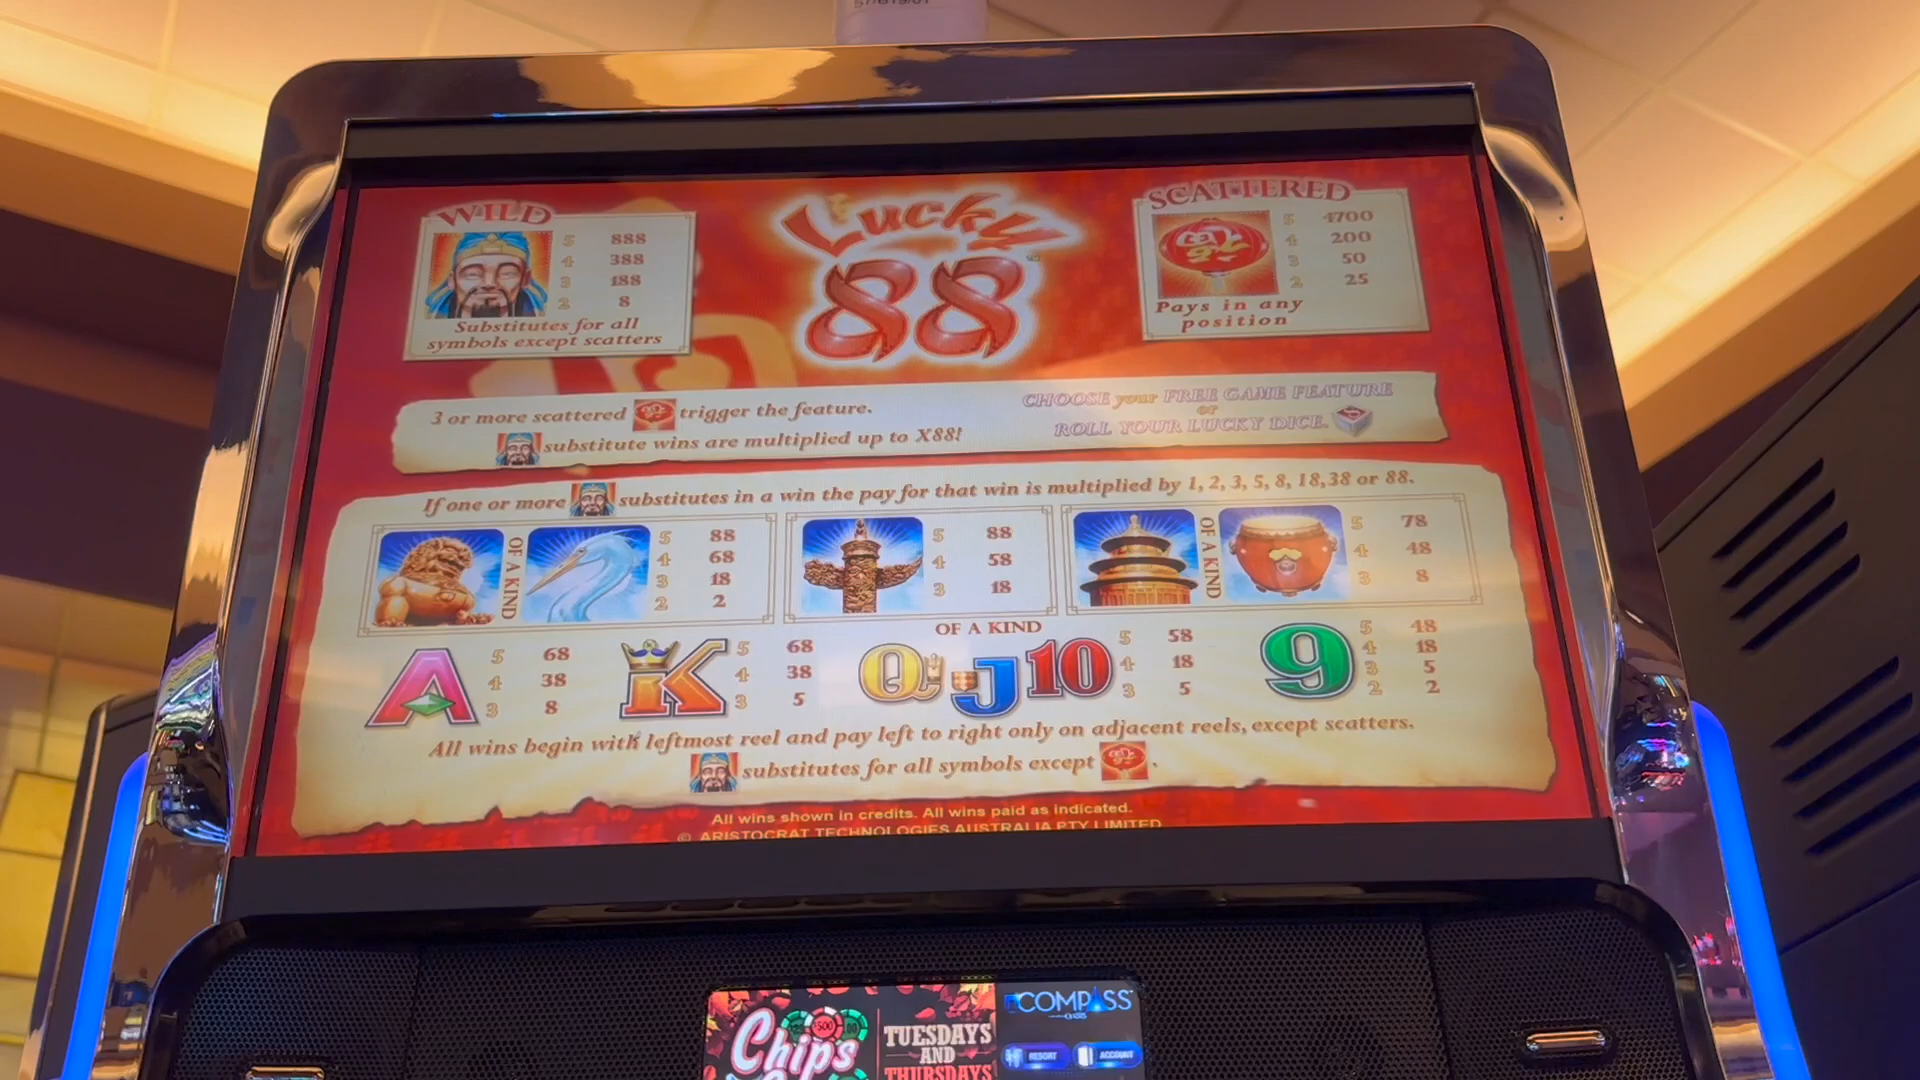 WILD
5 888
4 388
3 188
2 8
Substitutes for all
symbols except scatters
Lucky
88
SCATTERED
5 4700
4 200
3 50
2 25
Pays in any
position
3 or more scattered trigger the feature.
substitute wins are multiplied up to X88!
CHOOSE your FREE GAME FEATURE
or
ROLL YOUR LUCKY DICE.
If one or more substitutes in a win the pay for that win is multiplied by 1, 2, 3, 5, 8, 18,38 or 88.
OF A KIND
5 88
4 68
3 18
2 2
5 88
4 58
3 18
OF A KIND
5 78
4 48
3 8
OF A KIND
A
5 68
4 38
3 8
K
5 68
4 38
3 5
Q J 10
5 58
4 18
3 5
9
5 48
4 18
3 5
2 2
All wins begin with leftmost reel and pay left to right only on adjacent reels, except scatters.
substitutes for all symbols except .
All wins shown in credits. All wins paid as indicated.
© ARISTOCRAT TECHNOLOGIES AUSTRALIA PTY LIMITED
Chips
$500
TUESDAYS
AND
THURSDAYS
COMPASS
RESORT
ACCOUNT